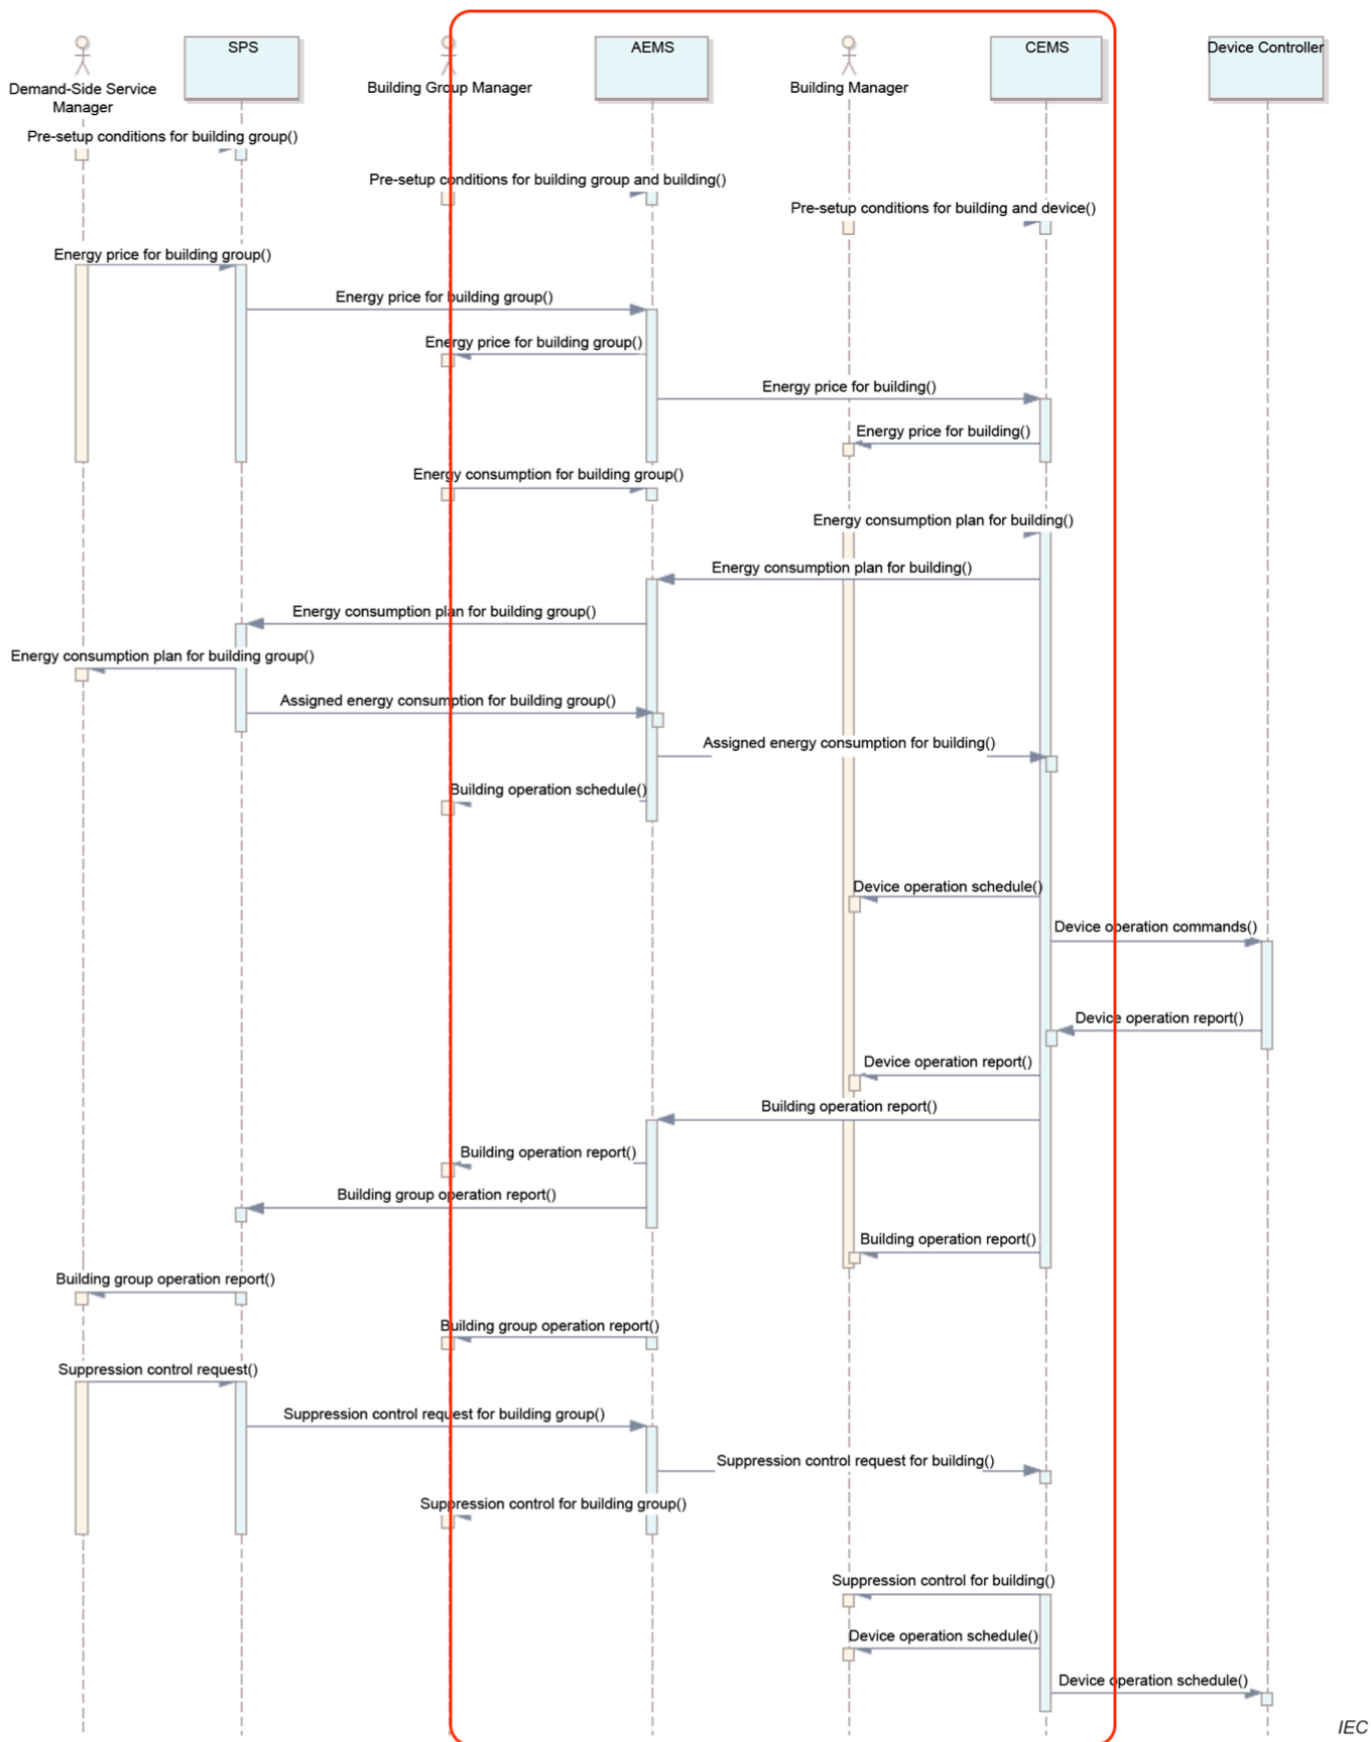 SPS
AEMS
CEMS
Device Controller
Demand-Side Service
Manager
Building Group Manager
Building Manager
Pre-setup conditions for building group()
Pre-setup conditions for building group and building()
Pre-setup conditions for building and device()
Energy price for building group()
Energy price for building group()
Energy price for building group()
Energy price for building()
Energy price for building()
Energy consumption for building group()
Energy consumption plan for building()
Energy consumption plan for building()
Energy consumption plan for building group()
Energy consumption plan for building group()
Assigned energy consumption for building group()
Assigned energy consumption for building()
Building operation schedule()
Device operation schedule()
Device operation commands()
Device operation report()
Device operation report()
Building operation report()
Building operation report()
Building group operation report()
Building operation report()
Building group operation report()
Building group operation report()
Suppression control request()
Suppression control request for building group()
Suppression control request for building()
Suppression control for building group()
Suppression control for building()
Device operation schedule()
Device operation schedule()
IEC